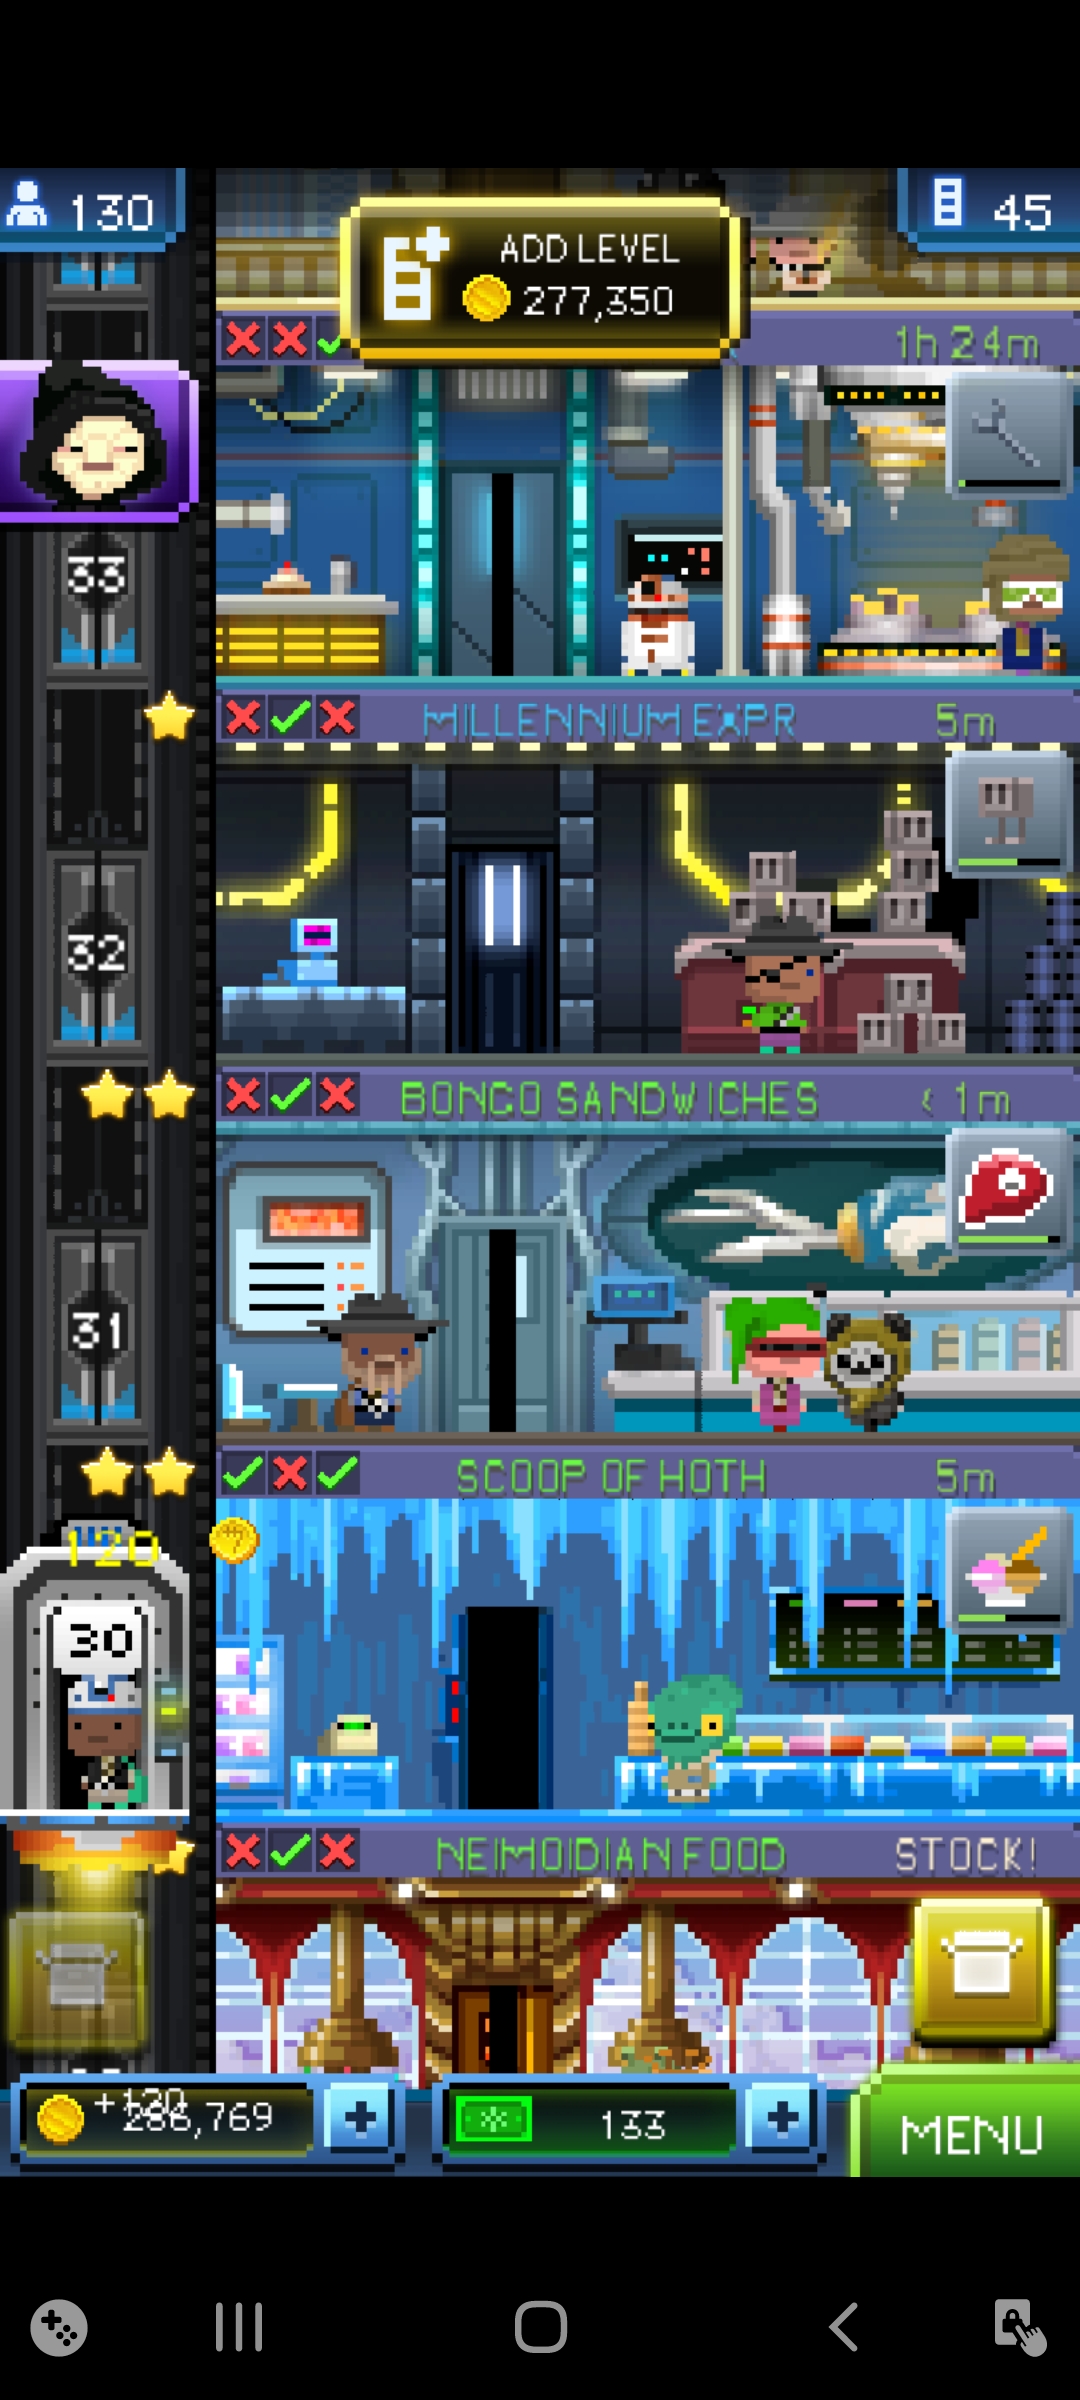 130
ADD LEVEL
277,350
45
1h 24m
33
MILLENNIUM EXPR
5m
32
BONGO SANDWICHES
< 1m
31
SCOOP OF HOTH
5m
120
30
NEIMOIDIAN FOOD
STOCK!
+120
286,769
133
MENU